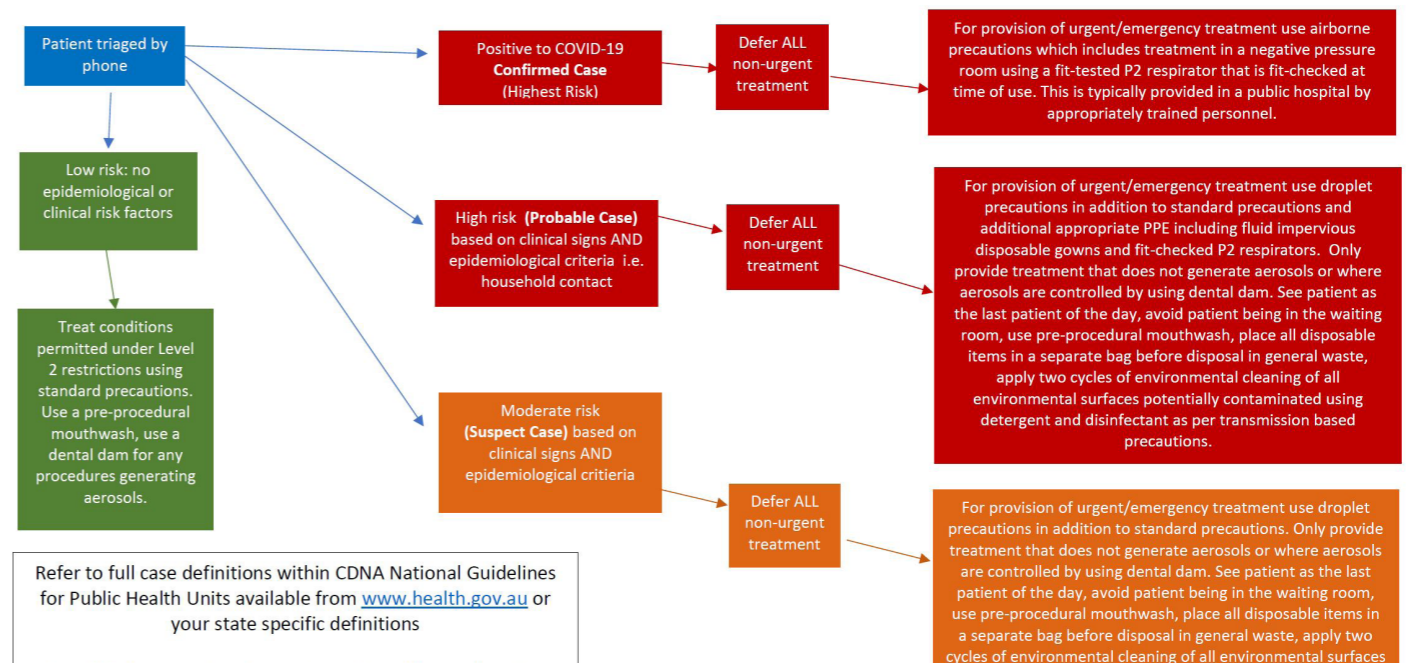 Patient triaged by
phone
Positive to COVID-19
Confirmed Case
(Highest Risk)
Defer ALL
non-urgent
treatment
For provision of urgent/emergency treatment use airborne
precautions which includes treatment in a negative pressure
room using a fit-tested P2 respirator that is fit-checked at
time of use. This is typically provided in a public hospital by
appropriately trained personnel.
Low risk: no
epidemiological or
clinical risk factors
High risk (Probable Case)
based on clinical signs AND
epidemiological criteria i.e.
household contact
Defer ALL
non-urgent
treatment
For provision of urgent/emergency treatment use droplet
precautions in addition to standard precautions and
additional appropriate PPE including fluid impervious
disposable gowns and fit-checked P2 respirators. Only
provide treatment that does not generate aerosols or where
aerosols are controlled by using dental dam. See patient as
the last patient of the day, avoid patient being in the waiting
room, use pre-procedural mouthwash, place all disposable
items in a separate bag before disposal in general waste,
apply two cycles of environmental cleaning of all
environmental surfaces potentially contaminated using
detergent and disinfectant as per transmission based
precautions.
Treat conditions
permitted under Level
2 restrictions using
standard precautions.
Use a pre-procedural
mouthwash, use a
dental dam for any
procedures generating
aerosols.
Moderate risk
(Suspect Case) based on
clinical signs AND
epidemiological critieria
Defer ALL
non-urgent
treatment
For provision of urgent/emergency treatment use droplet
precautions in addition to standard precautions. Only provide
treatment that does not generate aerosols or where aerosols
are controlled by using dental dam. See patient as the last
patient of the day, avoid patient being in the waiting room,
use pre-procedural mouthwash, place all disposable items in
a separate bag before disposal in general waste, apply two
cycles of environmental cleaning of all environmental surfaces
Refer to full case definitions within CDNA National Guidelines
for Public Health Units available from www.health.gov.au or
your state specific definitions